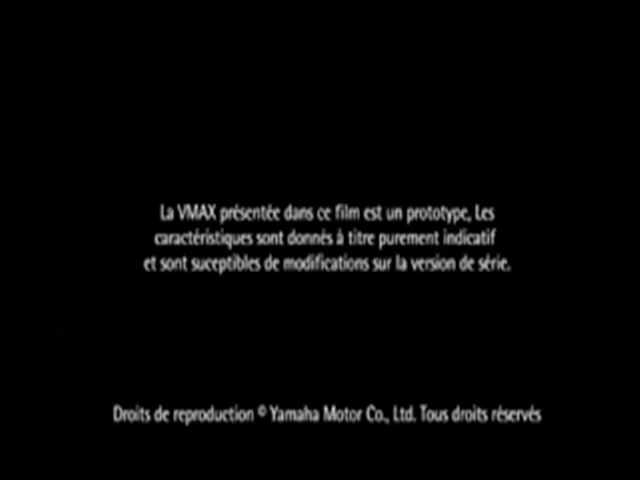 La VMAX présentée dans ce film est un prototype, Les
caractéristiques sont donnés à titre purement indicatif
et sont suceptibles de modifications sur la version de série.
Droits de reproduction © Yamaha Motor Co., Ltd. Tous droits réservés